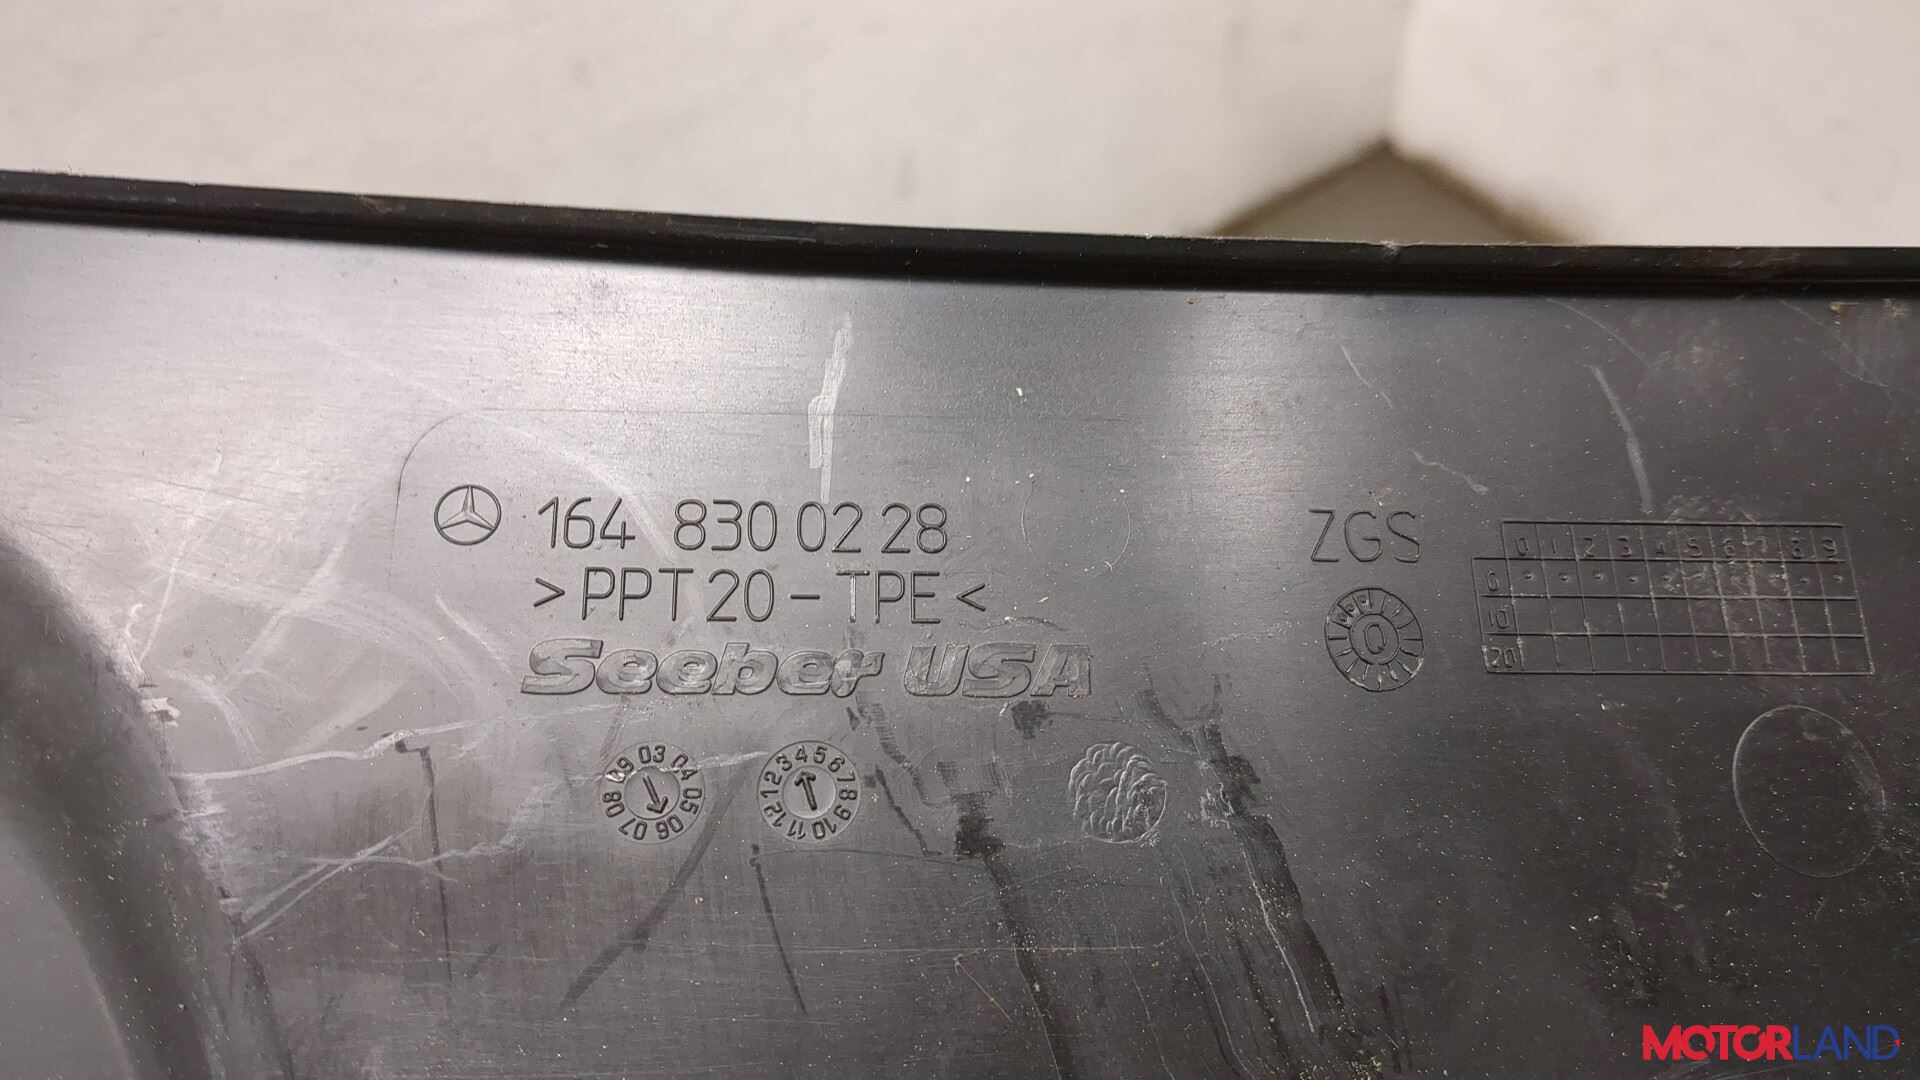 164 830 02 28
>PPT 20 - TPE<
Seeber USA
ZGS
0 1 2 3 4 5 6 7 8 9
0
10
20
Q
03 04 05 06 07 08 09
1 2 3 4 5 6 7 8 9 10 11 12
MOTORLAND